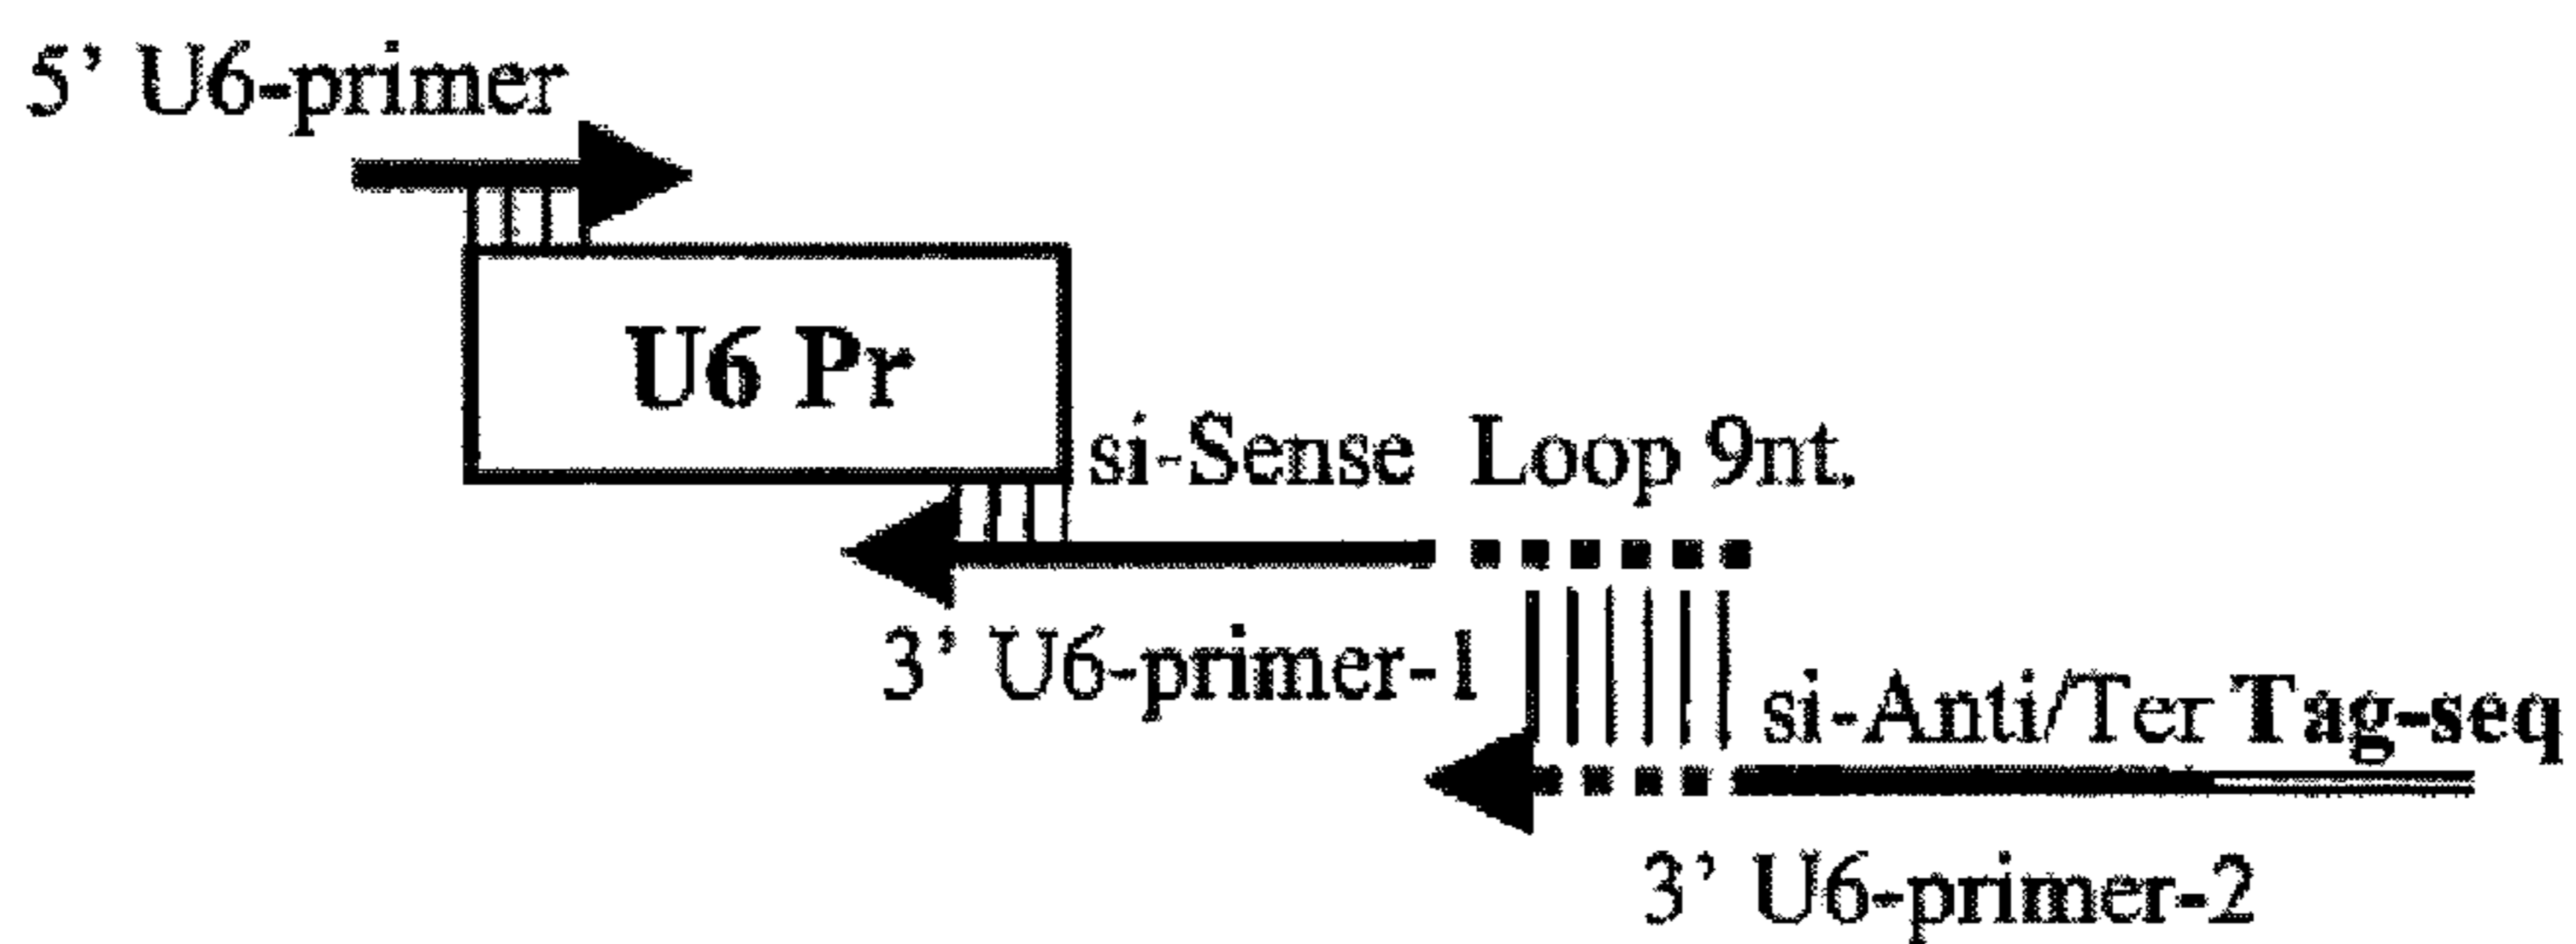 5’ U6-primer
U6 Pr
si-Sense Loop 9nt.
3’ U6-primer-1
si-Anti/Ter Tag-seq
3’ U6-primer-2